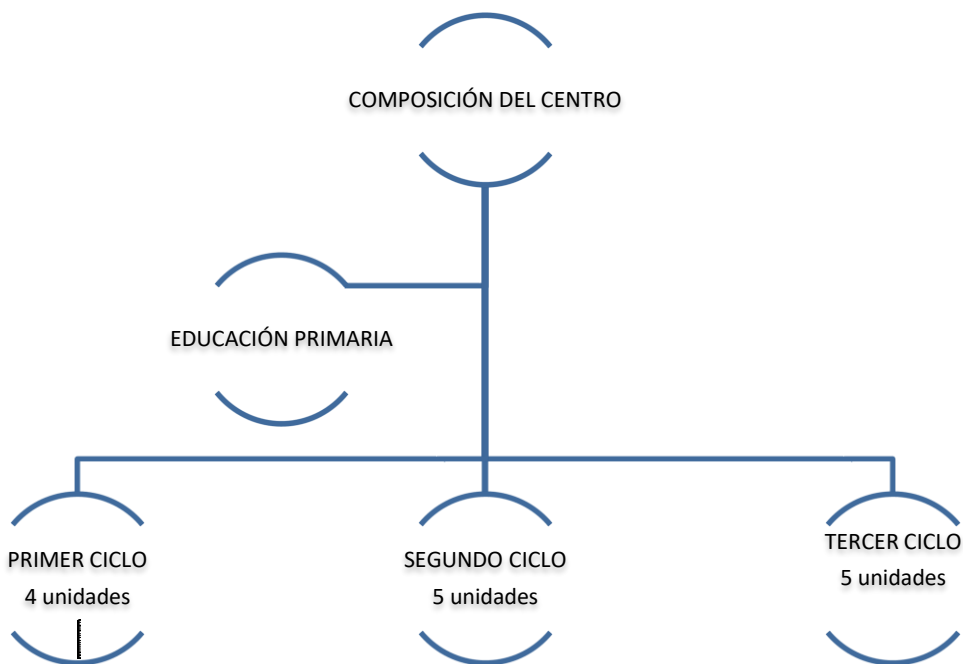 COMPOSICIÓN DEL CENTRO
EDUCACIÓN PRIMARIA
PRIMER CICLO
4 unidades
SEGUNDO CICLO
5 unidades
TERCER CICLO
5 unidades